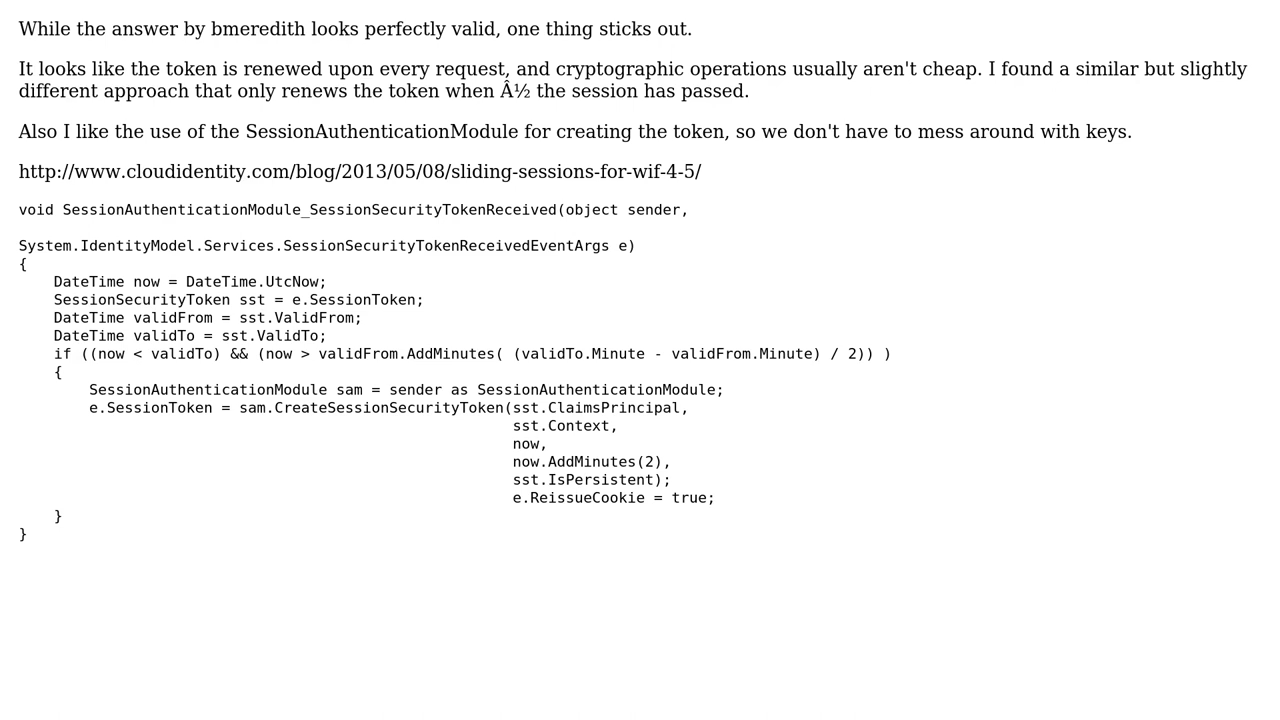 While the answer by bmeredith looks perfectly valid, one thing sticks out.
It looks like the token is renewed upon every request, and cryptographic operations usually aren't cheap. I found a similar but slightly
different approach that only renews the token when Â½ the session has passed.
Also I like the use of the SessionAuthenticationModule for creating the token, so we don't have to mess around with keys.
http://www.cloudidentity.com/blog/2013/05/08/sliding-sessions-for-wif-4-5/
void SessionAuthenticationModule_SessionSecurityTokenReceived(object sender,
System.IdentityModel.Services.SessionSecurityTokenReceivedEventArgs e)
{
    DateTime now = DateTime.UtcNow;
    SessionSecurityToken sst = e.SessionToken;
    DateTime validFrom = sst.ValidFrom;
    DateTime validTo = sst.ValidTo;
    if ((now < validTo) && (now > validFrom.AddMinutes( (validTo.Minute - validFrom.Minute) / 2)) )
    {
        SessionAuthenticationModule sam = sender as SessionAuthenticationModule;
        e.SessionToken = sam.CreateSessionSecurityToken(sst.ClaimsPrincipal,
                                                        sst.Context,
                                                        now,
                                                        now.AddMinutes(2),
                                                        sst.IsPersistent);
                                                        e.ReissueCookie = true;
    }
}